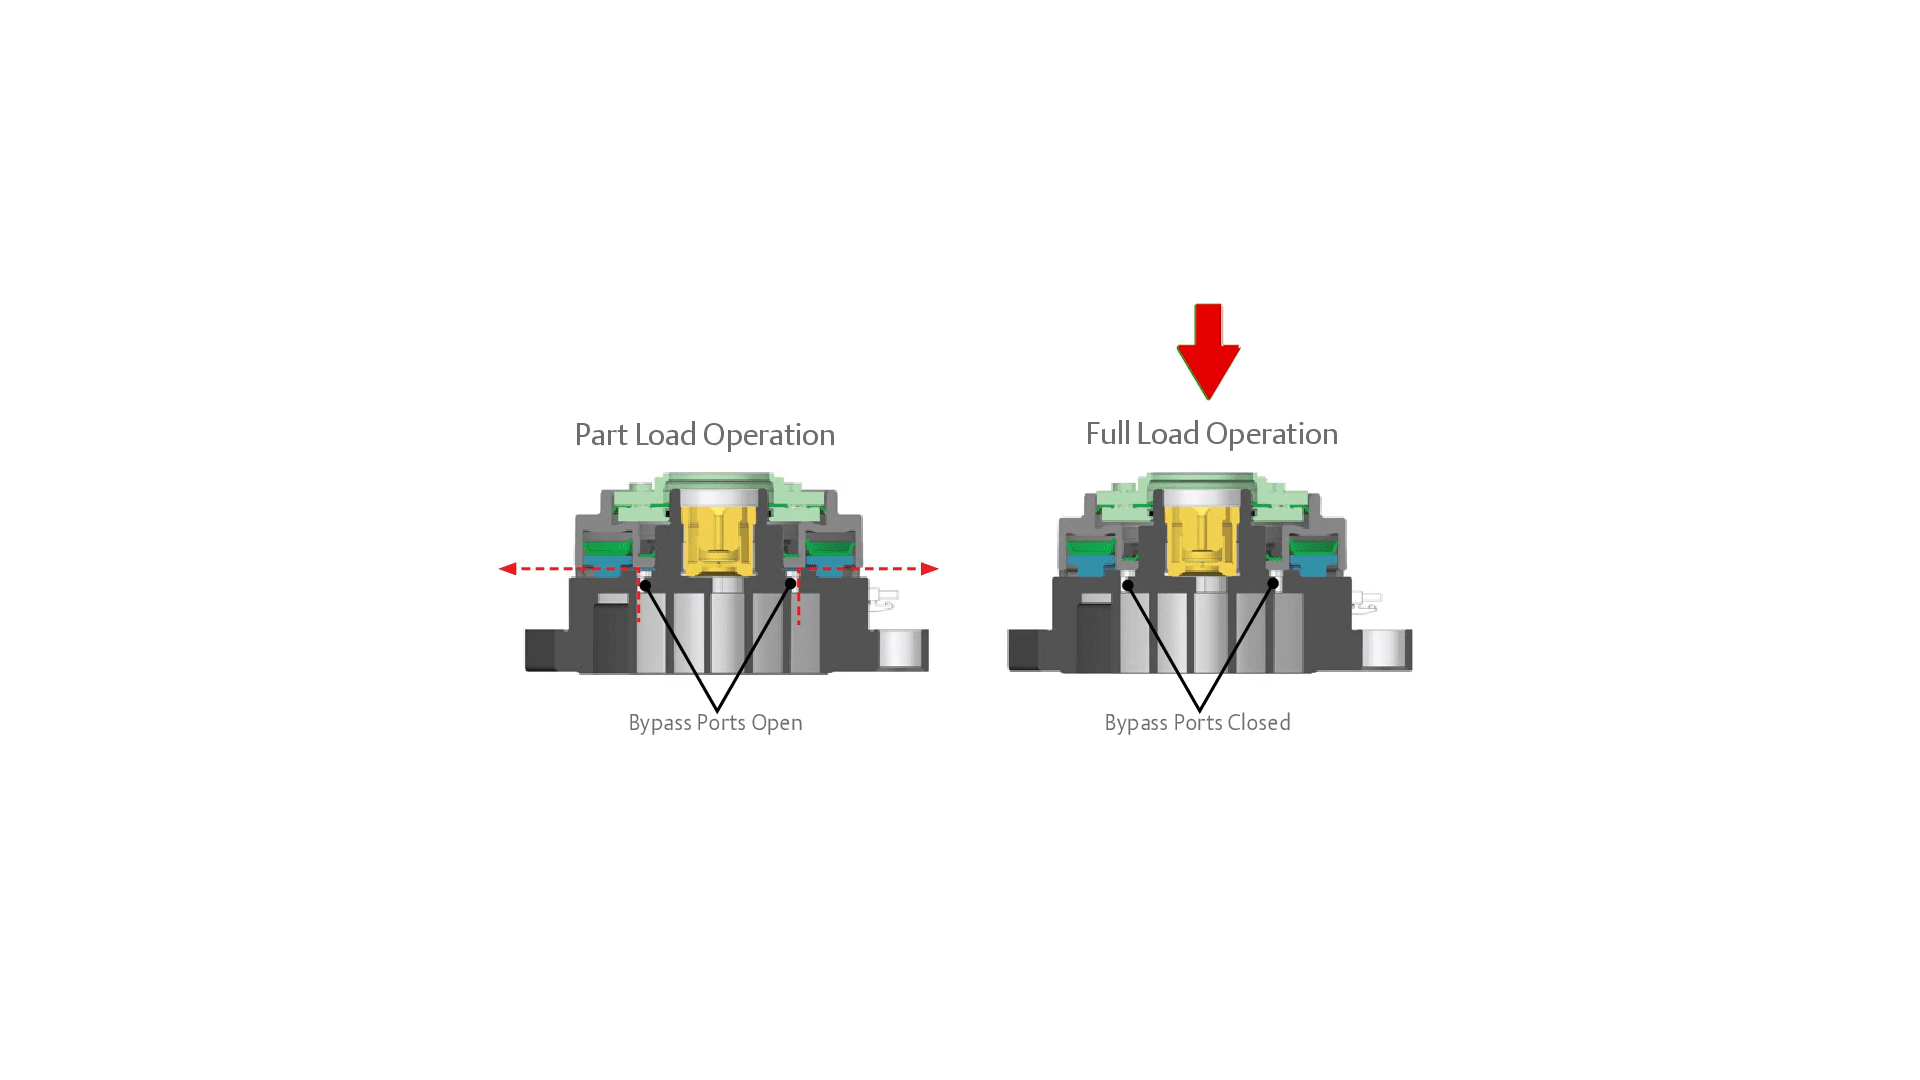 Part Load Operation
Full Load Operation
Bypass Ports Open
Bypass Ports Closed